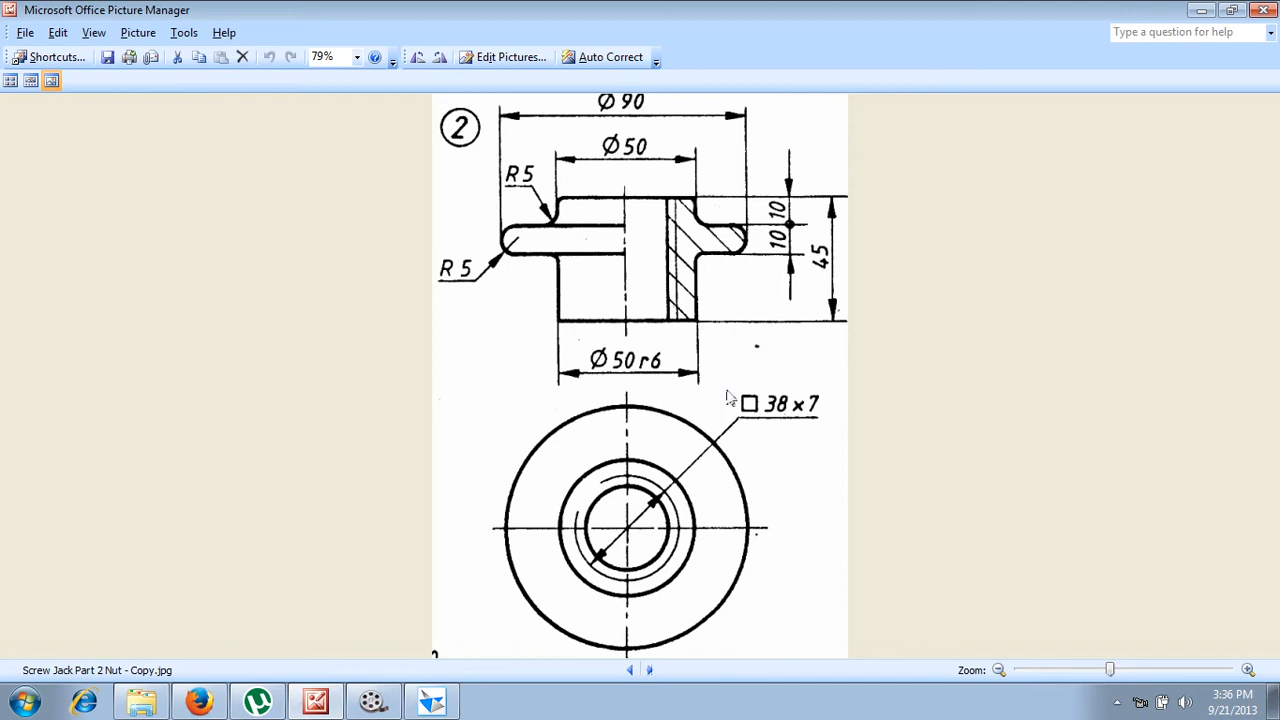 Microsoft Office Picture Manager
File Edit View Picture Tools Help
Type a question for help
Shortcuts...
79%
Edit Pictures...
Auto Correct
Ø 90
2
Ø 50
R 5
10
10
45
R 5
Ø 50 r6
□ 38 x 7
Screw Jack Part 2 Nut - Copy.jpg
Zoom:
3:36 PM
9/21/2013